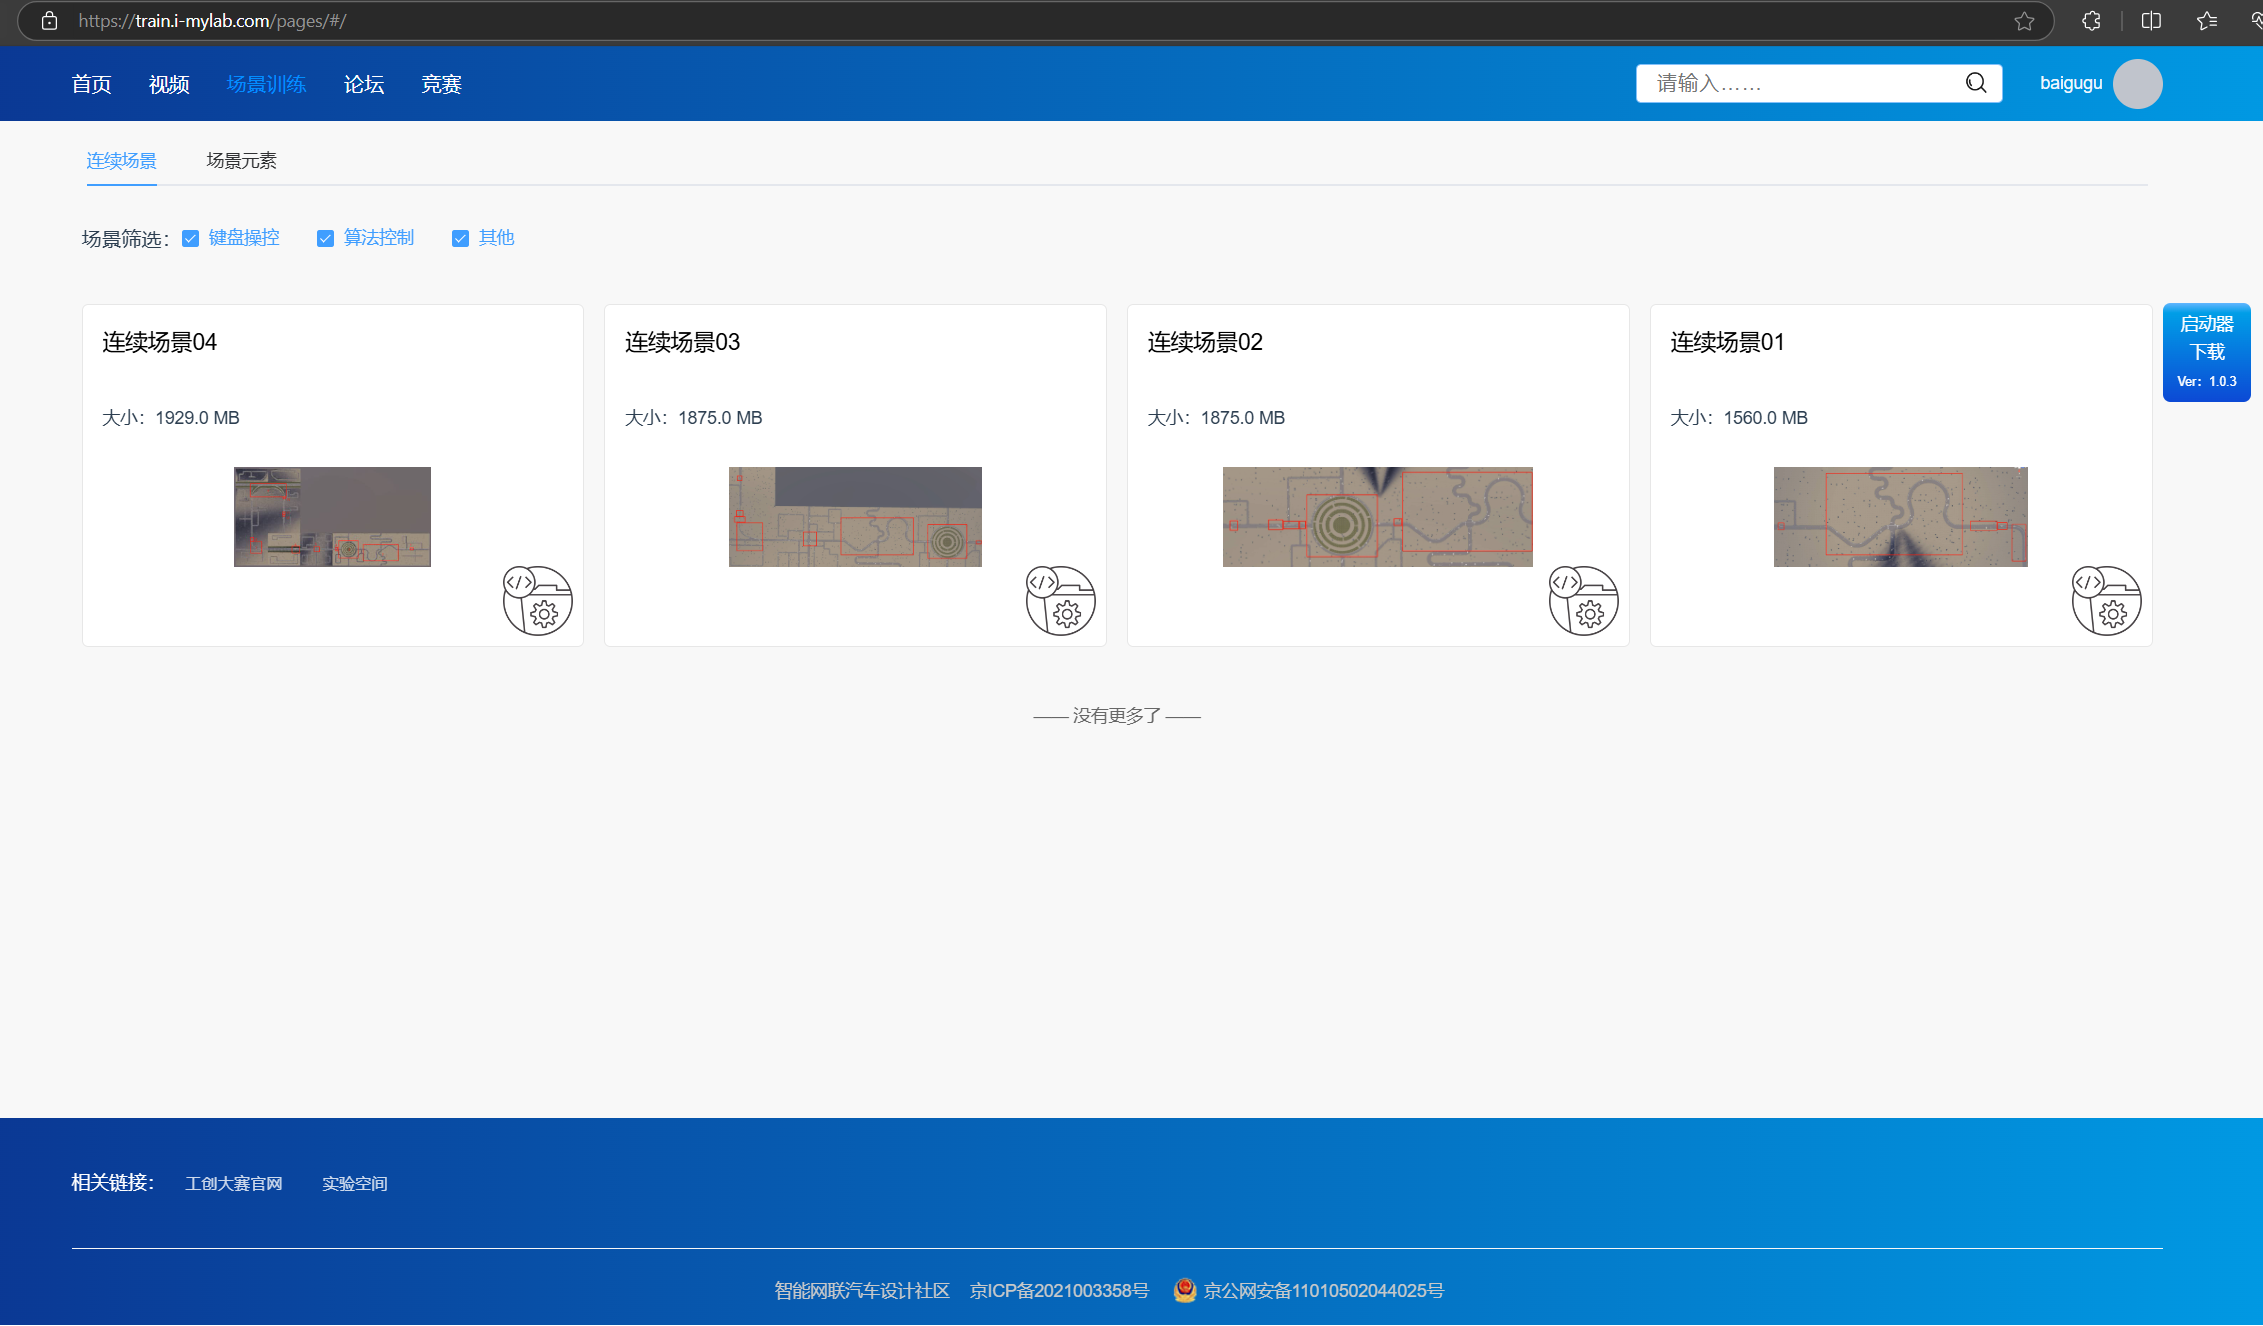 https://train.i-mylab.com/pages/#/
首页 视频 场景训练 论坛 竞赛 请输入…… baigugu
连续场景 场景元素
场景筛选： 键盘操控 算法控制 其他
连续场景04
大小：1929.0 MB
</>
连续场景03
大小：1875.0 MB
</>
连续场景02
大小：1875.0 MB
</>
连续场景01
大小：1560.0 MB
</>
启动器
下载
Ver：1.0.3
—— 没有更多了 ——
相关链接： 工创大赛官网 实验空间
智能网联汽车设计社区 京ICP备2021003358号 京公网安备11010502044025号